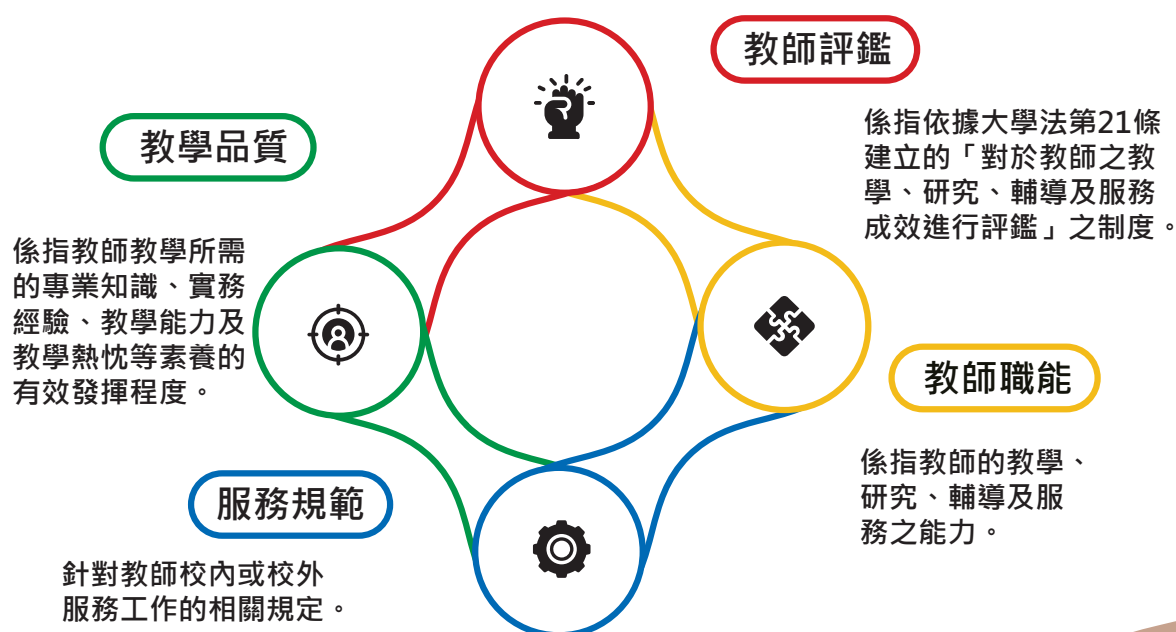 教師評鑑
係指依據大學法第21條
建立的「對於教師之教
學、研究、輔導及服務
成效進行評鑑」之制度。
教學品質
係指教師教學所需
的專業知識、實務
經驗、教學能力及
教學熱忱等素養的
有效發揮程度。
教師職能
係指教師的教學、
研究、輔導及服
務之能力。
服務規範
針對教師校內或校外
服務工作的相關規定。